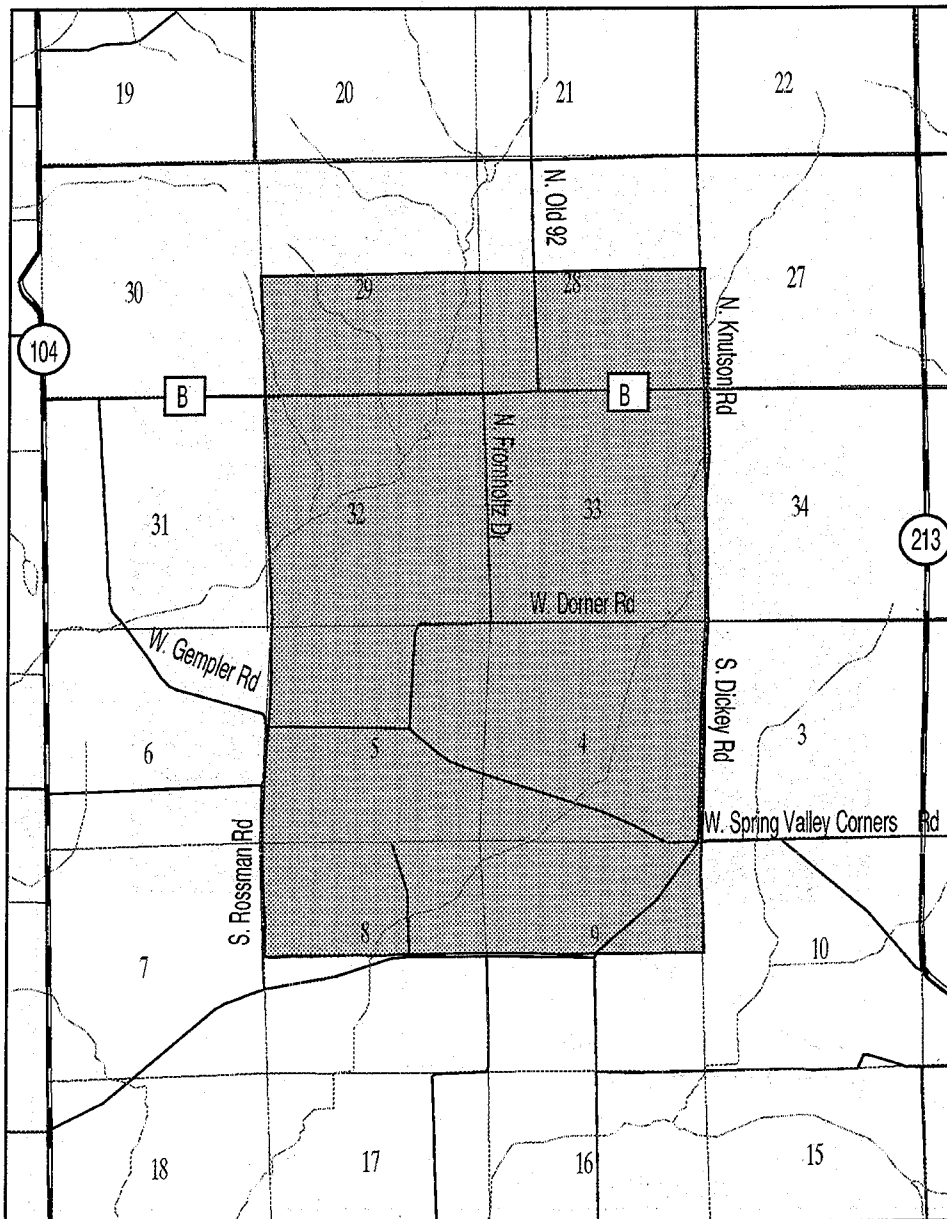 19
20
21
22
N. Old 92
30
29
28
27
N. Knutson Rd
104
B
B
N. Fromholtz Dr
31
32
33
34
213
W. Dorner Rd
W. Gempler Rd
S. Dickey Rd
6
5
4
3
W. Spring Valley Corners Rd
S. Rossman Rd
7
8
9
10
18
17
16
15